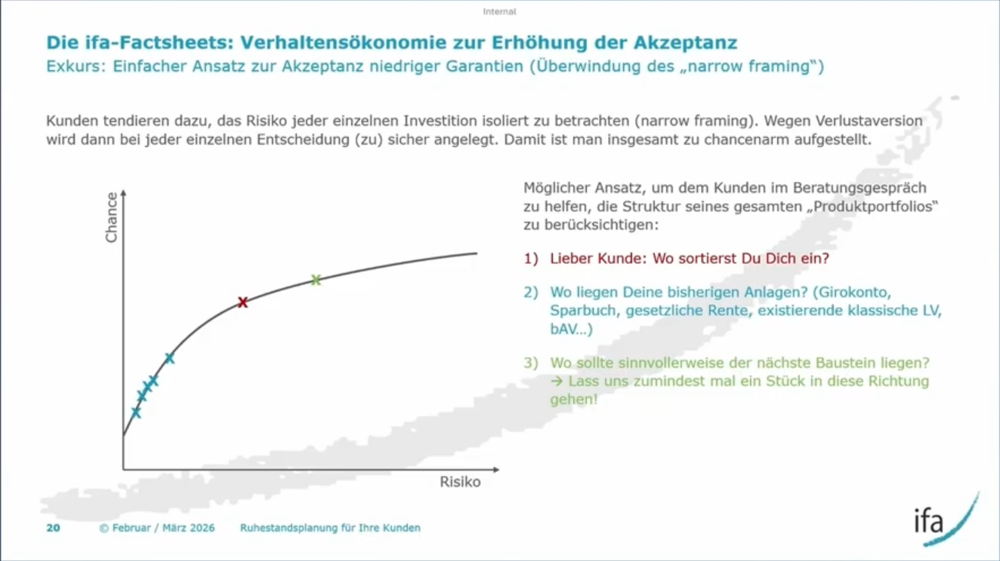 Internal
Die ifa-Factsheets: Verhaltensökonomie zur Erhöhung der Akzeptanz
Exkurs: Einfacher Ansatz zur Akzeptanz niedriger Garantien (Überwindung des „narrow framing“)
Kunden tendieren dazu, das Risiko jeder einzelnen Investition isoliert zu betrachten (narrow framing). Wegen Verlustaversion
wird dann bei jeder einzelnen Entscheidung (zu) sicher angelegt. Damit ist man insgesamt zu chancenarm aufgestellt.
Chance
Risiko
Möglicher Ansatz, um dem Kunden im Beratungsgespräch
zu helfen, die Struktur seines gesamten „Produktportfolios“
zu berücksichtigen:
1) Lieber Kunde: Wo sortierst Du Dich ein?
2) Wo liegen Deine bisherigen Anlagen? (Girokonto,
Sparbuch, gesetzliche Rente, existierende klassische LV,
bAV…)
3) Wo sollte sinnvollerweise der nächste Baustein liegen?
→ Lass uns zumindest mal ein Stück in diese Richtung
gehen!
20 © Februar / März 2026 Ruhestandsplanung für Ihre Kunden
ifa